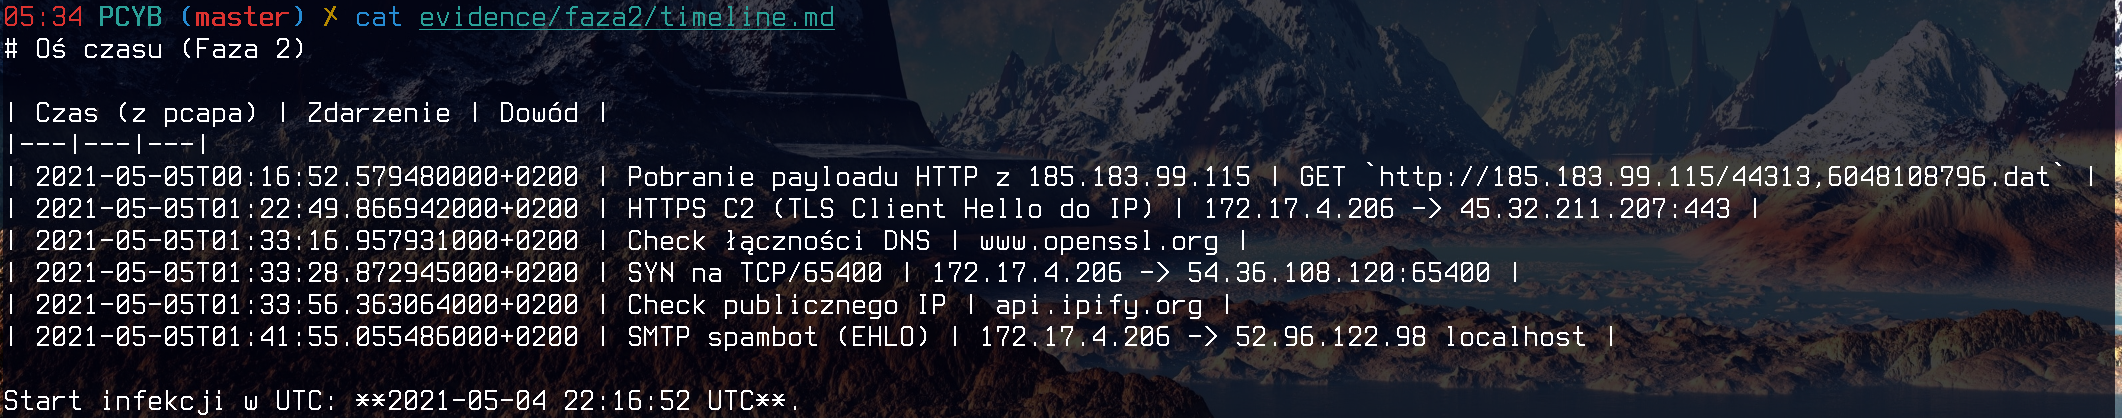 05:34 PCYB (master) ✗ cat evidence/faza2/timeline.md
# Oś czasu (Faza 2)
| Czas (z pcapa) | Zdarzenie | Dowód |
|---|---|---|
| 2021-05-05T00:16:52.579480000+0200 | Pobranie payloadu HTTP z 185.183.99.115 | GET `http://185.183.99.115/44313,6048108796.dat` |
| 2021-05-05T01:22:49.866942000+0200 | HTTPS C2 (TLS Client Hello do IP) | 172.17.4.206 -> 45.32.211.207:443 |
| 2021-05-05T01:33:16.957931000+0200 | Check łączności DNS | www.openssl.org |
| 2021-05-05T01:33:28.872945000+0200 | SYN na TCP/65400 | 172.17.4.206 -> 54.36.108.120:65400 |
| 2021-05-05T01:33:56.363064000+0200 | Check publicznego IP | api.ipify.org |
| 2021-05-05T01:41:55.055486000+0200 | SMTP spambot (EHLO) | 172.17.4.206 -> 52.96.122.98 localhost |
Start infekcji w UTC: **2021-05-04 22:16:52 UTC**.